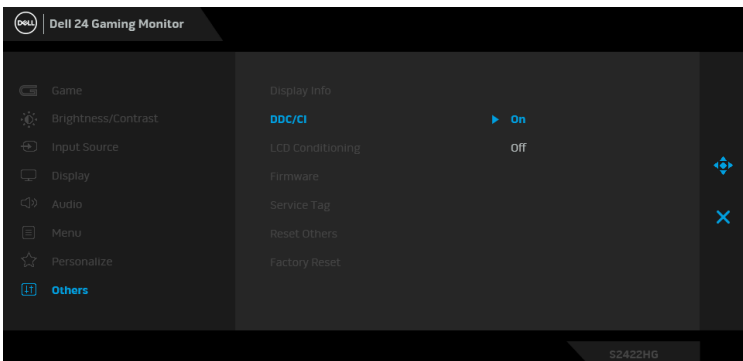 DELL Dell 24 Gaming Monitor
Game
Brightness/Contrast
Input Source
Display
Audio
Menu
Personalize
Others
Display Info
DDC/CI On
LCD Conditioning Off
Firmware
Service Tag
Reset Others
Factory Reset
S2422HG